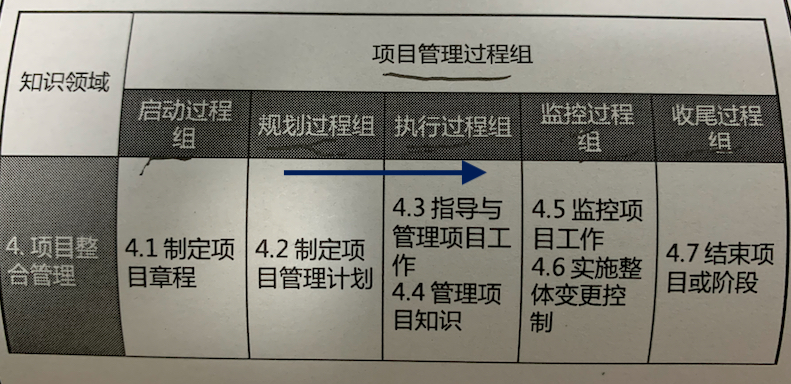 项目管理过程组
知识领域
启动过程
组
规划过程组
执行过程组
监控过程
组
收尾过程
组
4. 项目整
合管理
4.1 制定项
目章程
4.2 制定项
目管理计划
4.3 指导与
管理项目工
作
4.4 管理项
目知识
4.5 监控项
目工作
4.6 实施整
体变更控
制
4.7 结束项
目或阶段